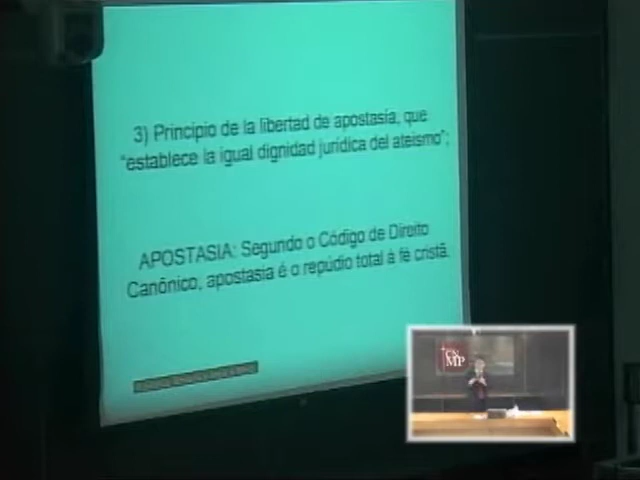 3) Principio de la libertad de apostasía, que
"establece la igual dignidad jurídica del ateismo";
APOSTASIA: Segundo o Código de Direito
Canônico, apostasia é o repúdio total à fé cristã.
MP